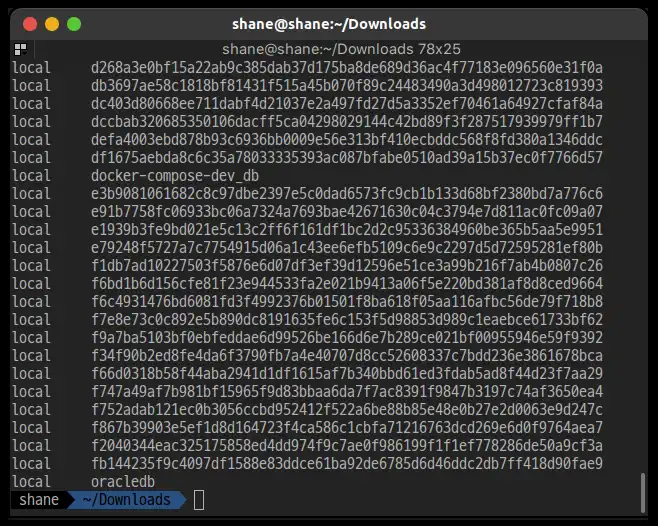 shane@shane:~/Downloads
shane@shane:~/Downloads 78x25
local     d268a3e0bf15a22ab9c385dab37d175ba8de689d36ac4f77183e096560e31f0a
local     db3697ae58c1818bf81431f515a45b070f89c24483490a3d498012723c819393
local     dc403d80668ee711dabf4d21037e2a497fd27d5a3352ef70461a64927cfaf84a
local     dccbab320685350106dacff5ca04298029144c42bd89f3f287517939979ff1b7
local     defa4003ebd878b93c6936bb0009e56e313bf410ecbddc568f8fd380a1346ddc
local     df1675aebda8c6c35a78033335393ac087bfabe0510ad39a15b37ec0f7766d57
local     docker-compose-dev_db
local     e3b9081061682c8c97dbe2397e5c0dad6573fc9cb1b133d68bf2380bd7a776c6
local     e91b7758fc06933bc06a7324a7693bae42671630c04c3794e7d811ac0fc09a07
local     e1939b3fe9bd021e5c13c2ff6f161df1bc2d2c95336384960be365b5aa5e9951
local     e79248f5727a7c7754915d06a1c43ee6efb5109c6e9c2297d5d72595281ef80b
local     f1db7ad10227503f5876e6d07df3ef39d12596e51ce3a99b216f7ab4b0807c26
local     f6bd1b6d156cfe81f23e944533fa2e021b9413a06f5e220bd381af8d8ced9664
local     f6c4931476bd6081fd3f4992376b01501f8ba618f05aa116afbc56de79f718b8
local     f7e8e73c0c892e5b890dc8191635fe6c153f5d98853d989c1eaebce61733bf62
local     f9a7ba5103bf0ebfeddae6d99526be166d6e7b289ce021bf00955946e59f9392
local     f34f90b2ed8fe4da6f3790fb7a4e40707d8cc52608337c7bdd236e3861678bca
local     f66d0318b58f44aba2941d1df1615af7b340bbd61ed3fdab5ad8f44d23f7aa29
local     f747a49af7b981bf15965f9d83bbaa6da7f7ac8391f9847b3197c74af3650ea4
local     f752adab121ec0b3056ccbd952412f522a6be88b85e48e0b27e2d0063e9d247c
local     f867b39903e5ef1d8d164723f4ca586c1cbfa71216763dcd269e6d0f9764aea7
local     f2040344eac325175858ed4dd974f9c7ae0f986199f1f1ef778286de50a9cf3a
local     fb144235f9c4097df1588e83ddce61ba92de6785d6d46ddc2db7ff418d90fae9
local     oracledb
shane  ~/Downloads